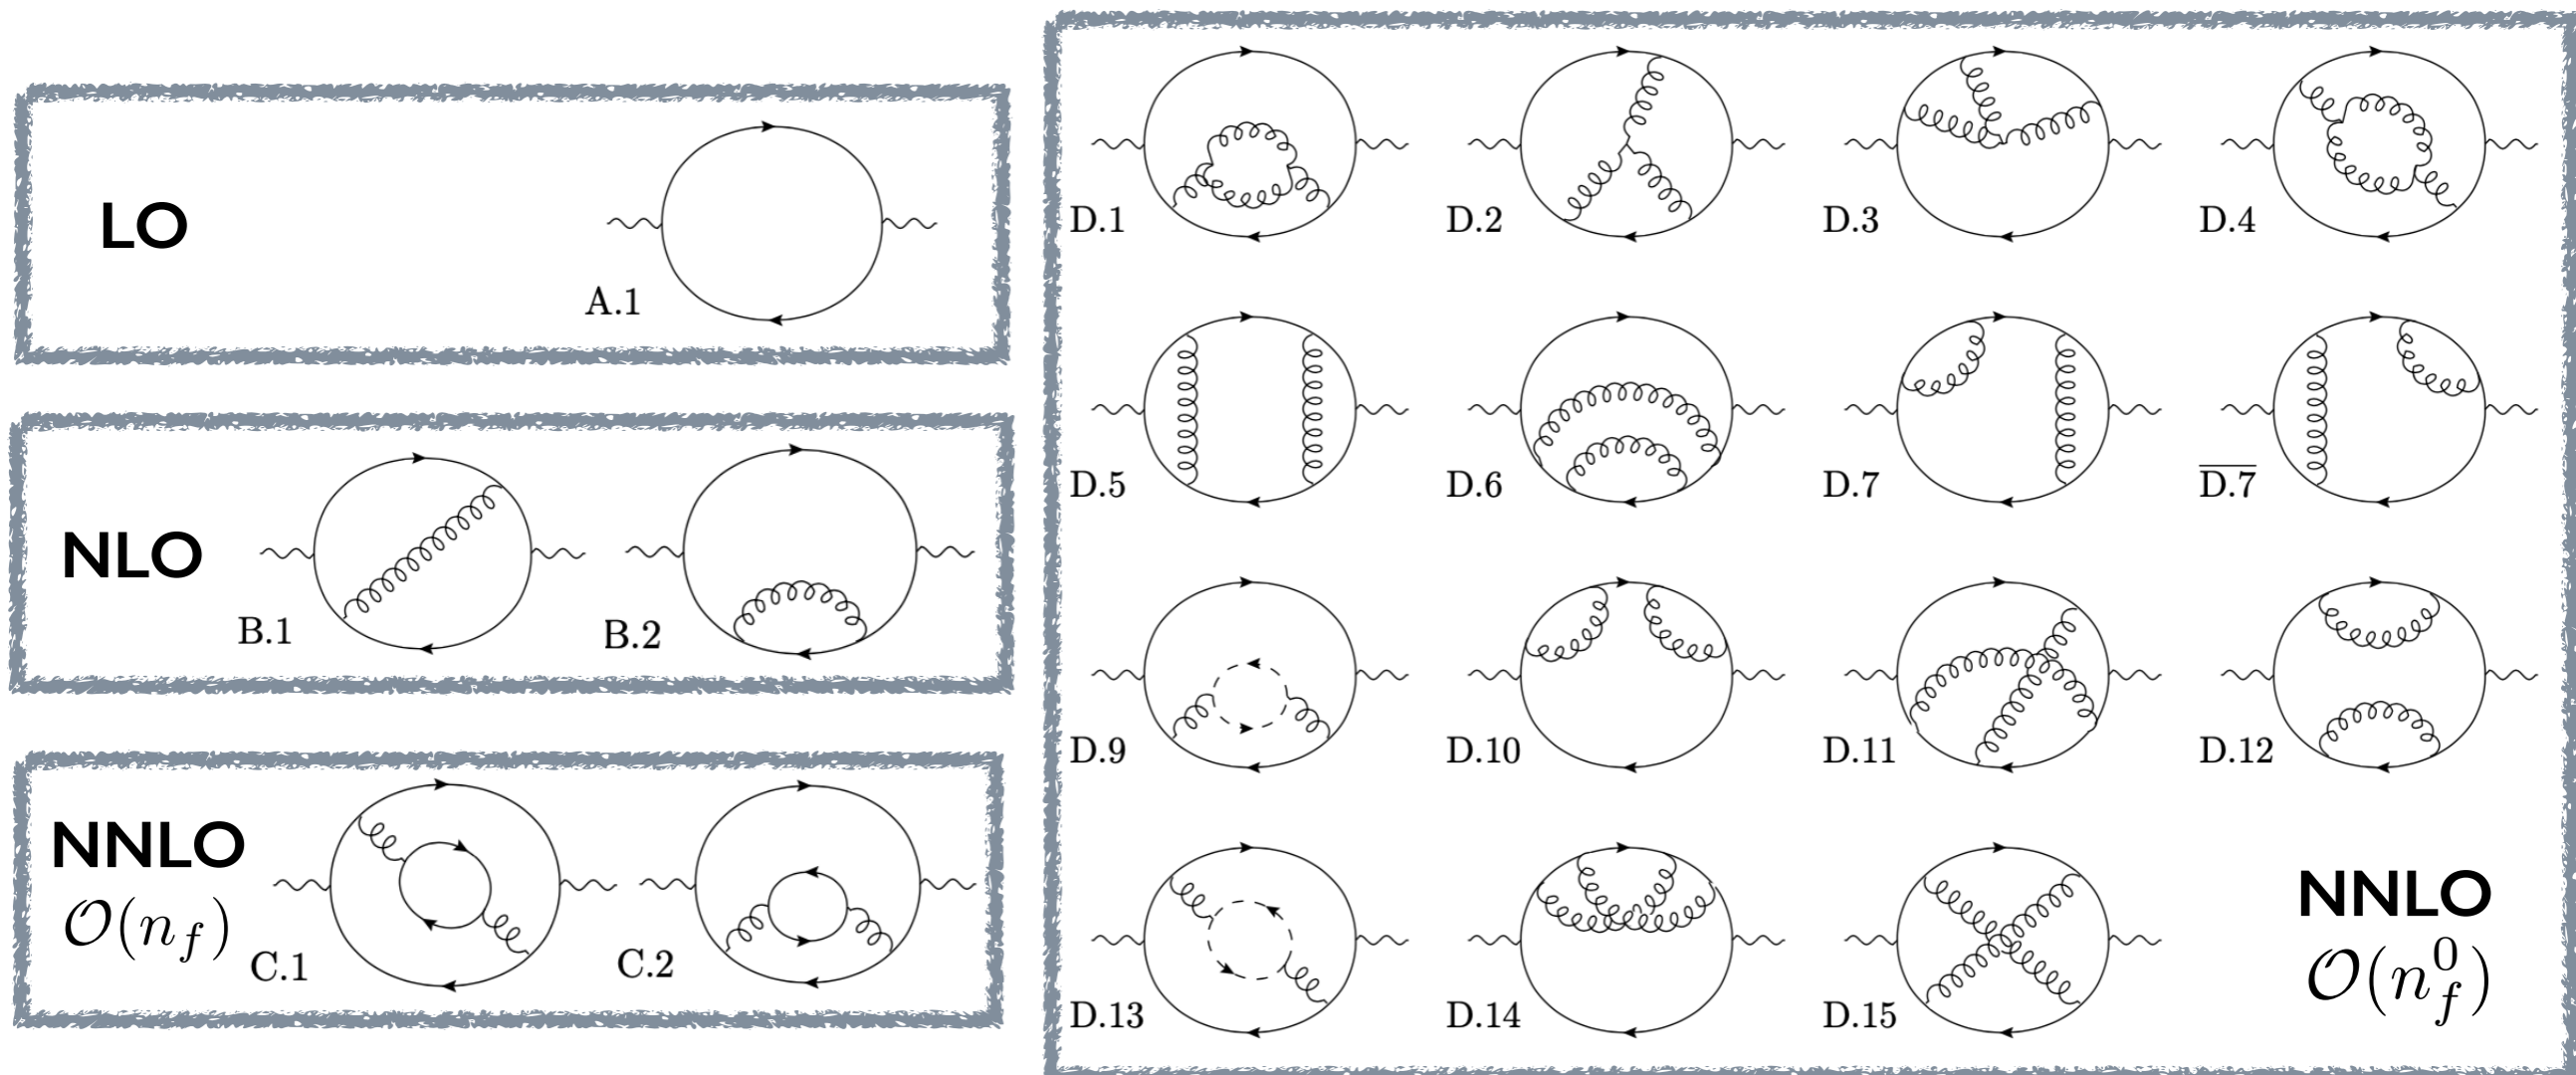 LO
A.1
NLO
B.1
B.2
NNLO
𝒪(n_f)
C.1
C.2
D.1
D.2
D.3
D.4
D.5
D.6
D.7
D̅.̅7̅
D.9
D.10
D.11
D.12
D.13
D.14
D.15
NNLO
𝒪(n_f^0)